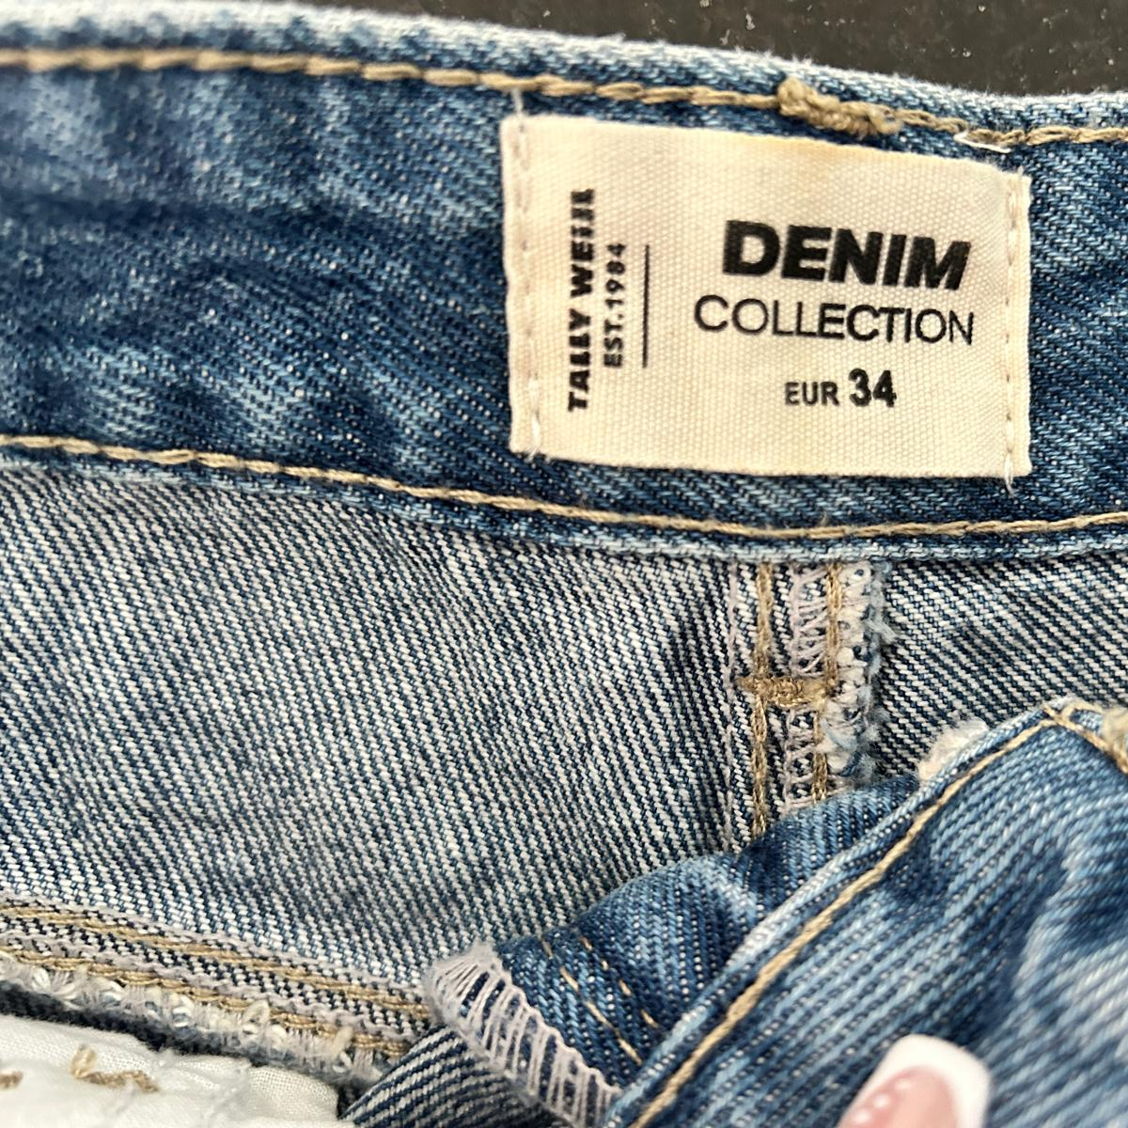 TALLY WEiJL
EST.1984
DENIM
COLLECTION
EUR 34